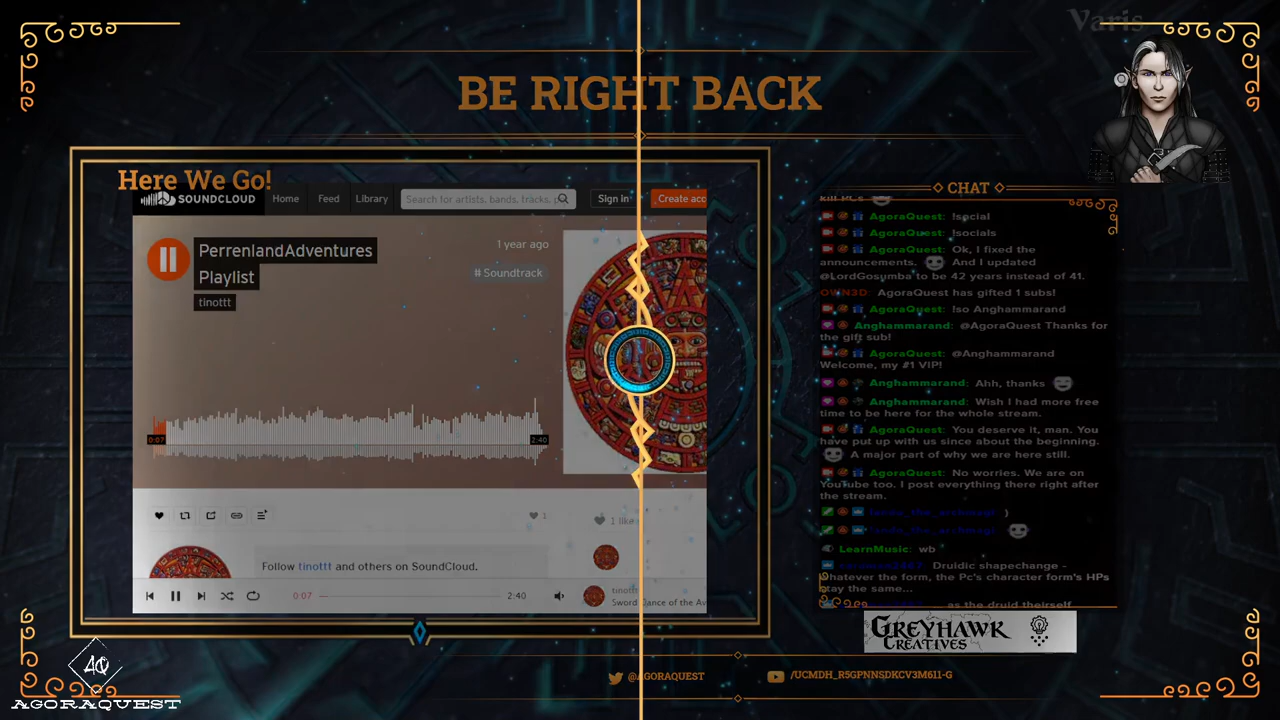 Varis
BE RIGHT BACK
Here We Go!
SOUNDCLOUD
Home
Feed
Library
Search for artists, bands, tracks, p
Sign In
Create acc
PerrenlandAdventures
Playlist
tinottt
1 year ago
# Soundtrack
0:07
2:40
1
1 like
Follow tinottt and others on SoundCloud.
0:07
2:40
tinott
Sword Dance of the Aw
CHAT
kill PCs
AgoraQuest: !social
AgoraQuest: !socials
AgoraQuest: Ok, I fixed the
announcements. And I updated
@LordGosumba to be 42 years instead of 41.
OWN3D: AgoraQuest has gifted 1 subs!
AgoraQuest: !so Anghammarand
Anghammarand: @AgoraQuest Thanks for
the gift sub!
AgoraQuest: @Anghammarand
Welcome, my #1 VIP!
Anghammarand: Ahh, thanks
Anghammarand: Wish I had more free
time to be here for the whole stream.
AgoraQuest: You deserve it, man. You
have put up with us since about the beginning.
A major part of why we are here still.
AgoraQuest: No worries. We are on
YouTube too. I post everything there right after
the stream.
)
LearnMusic: wb
Druidic shapechange -
whatever the form, the Pc's character form's HPs
stay the same...
as the druid theirself
GREYHAWK
CREATIVES
@AGORAQUEST
/UCMDH_R5GPNNSDKCV3M611-G
AQ
AGORAQUEST